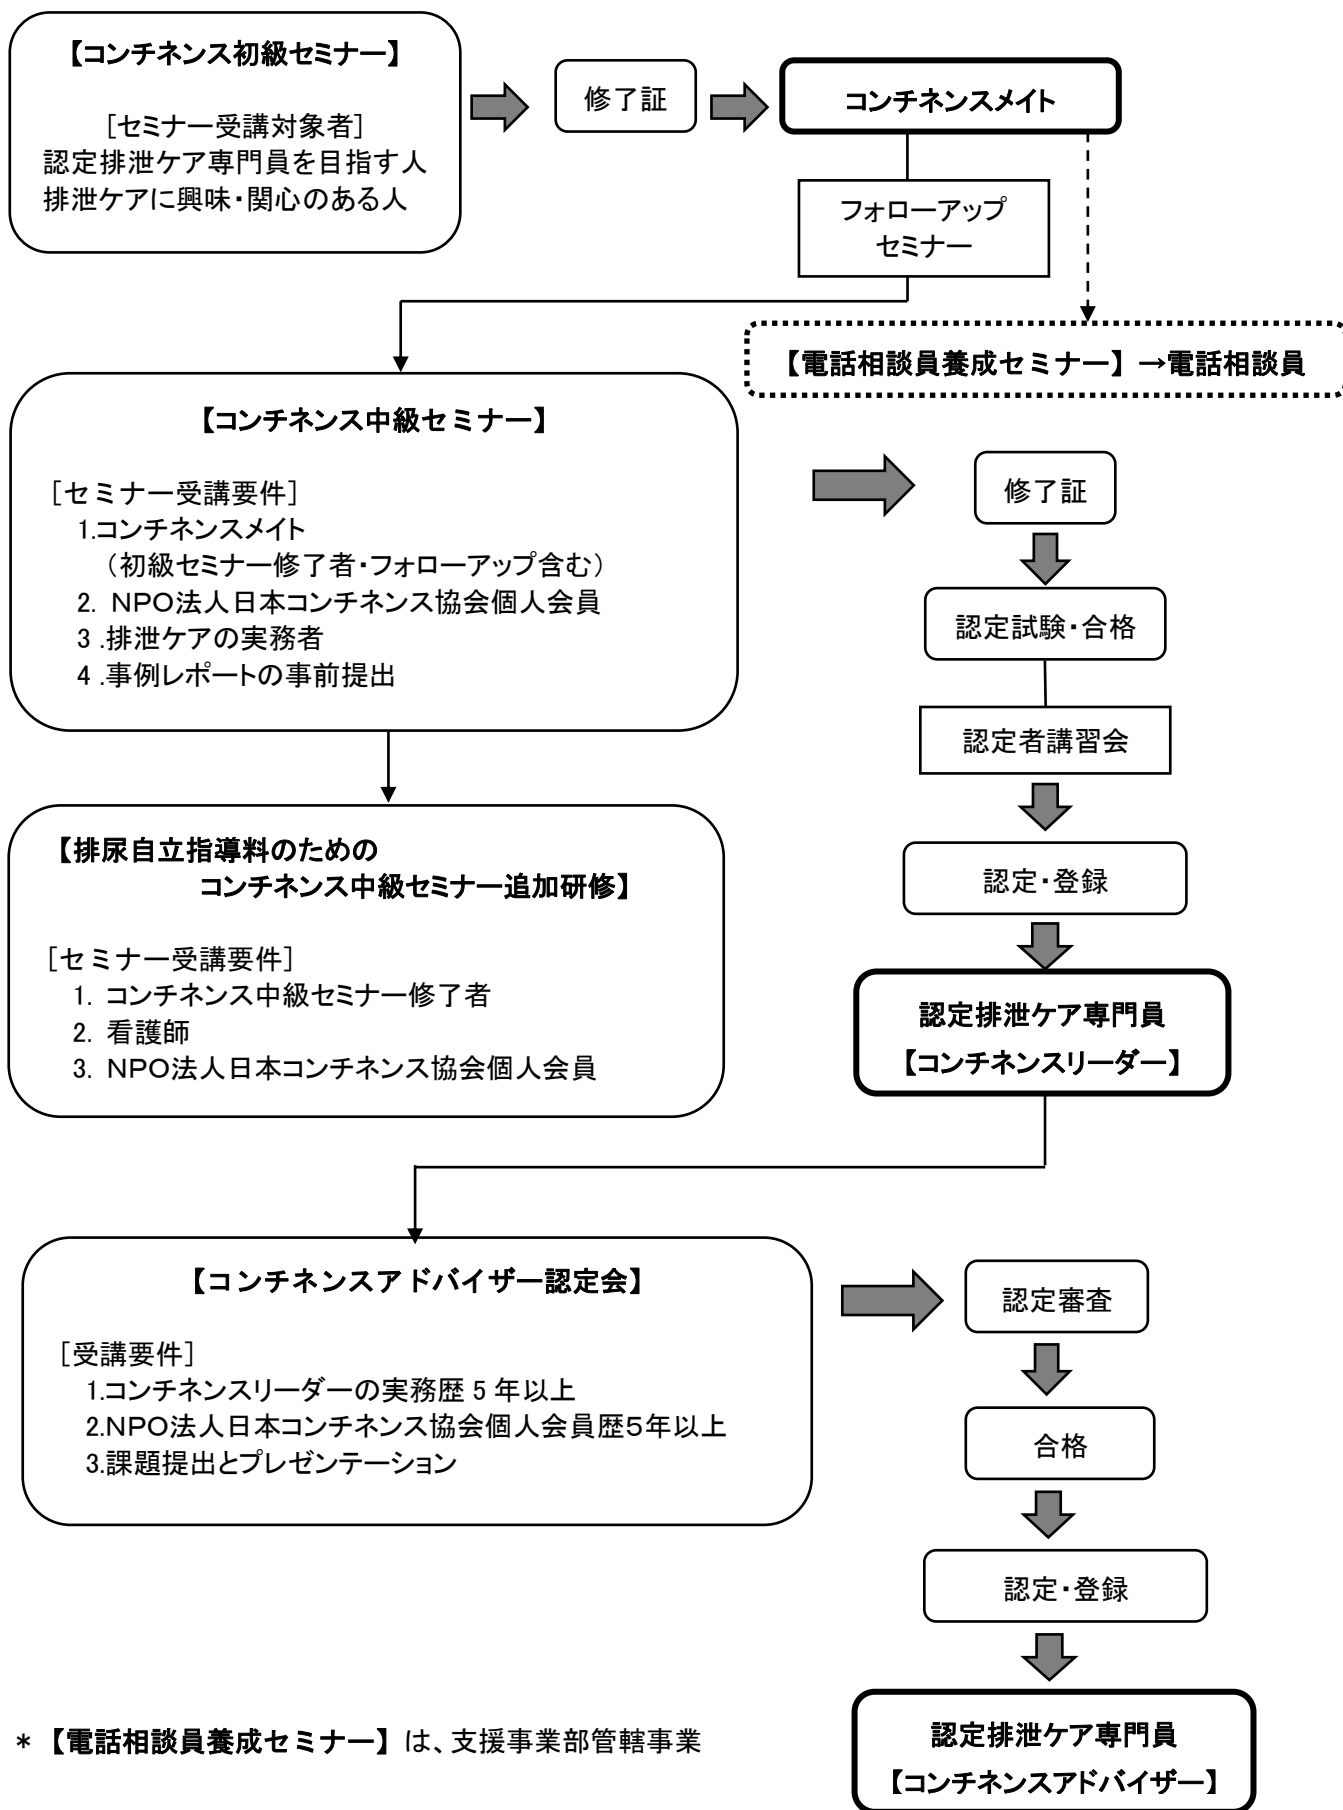 【コンチネンス初級セミナー】
[セミナー受講対象者]
認定排泄ケア専門員を目指す人
排泄ケアに興味・関心のある人
修了証
コンチネンスメイト
フォローアップ
セミナー
【電話相談員養成セミナー】→電話相談員
【コンチネンス中級セミナー】
[セミナー受講要件]
1.コンチネンスメイト
（初級セミナー修了者・フォローアップ含む）
2. NPO法人日本コンチネンス協会個人会員
3 .排泄ケアの実務者
4 .事例レポートの事前提出
修了証
認定試験・合格
認定者講習会
認定・登録
認定排泄ケア専門員
【コンチネンスリーダー】
【排尿自立指導料のための
コンチネンス中級セミナー追加研修】
[セミナー受講要件]
1. コンチネンス中級セミナー修了者
2. 看護師
3. NPO法人日本コンチネンス協会個人会員
【コンチネンスアドバイザー認定会】
[受講要件]
1.コンチネンスリーダーの実務歴 5 年以上
2.NPO法人日本コンチネンス協会個人会員歴５年以上
3.課題提出とプレゼンテーション
認定審査
合格
認定・登録
認定排泄ケア専門員
【コンチネンスアドバイザー】
* 【電話相談員養成セミナー】は、支援事業部管轄事業